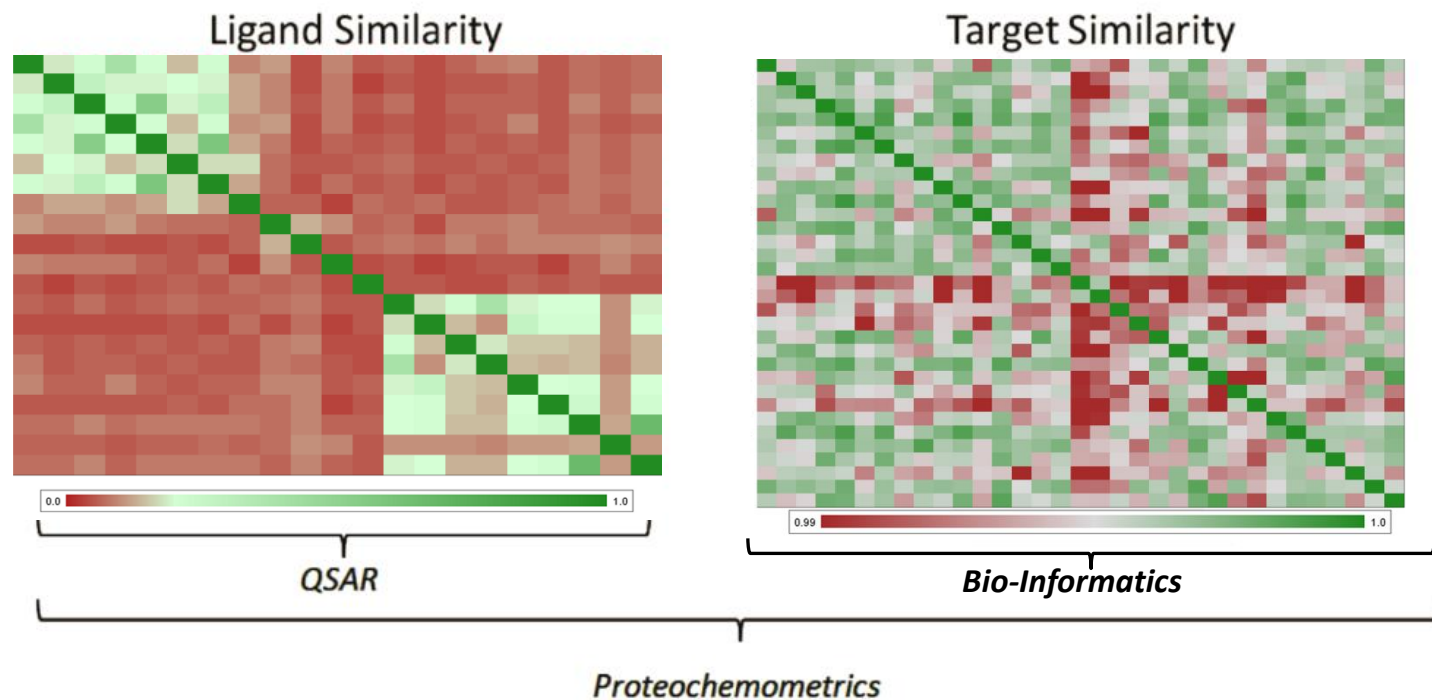 Ligand Similarity
Target Similarity
0.0
1.0
0.99
1.0
QSAR
Bio-Informatics
Proteochemometrics